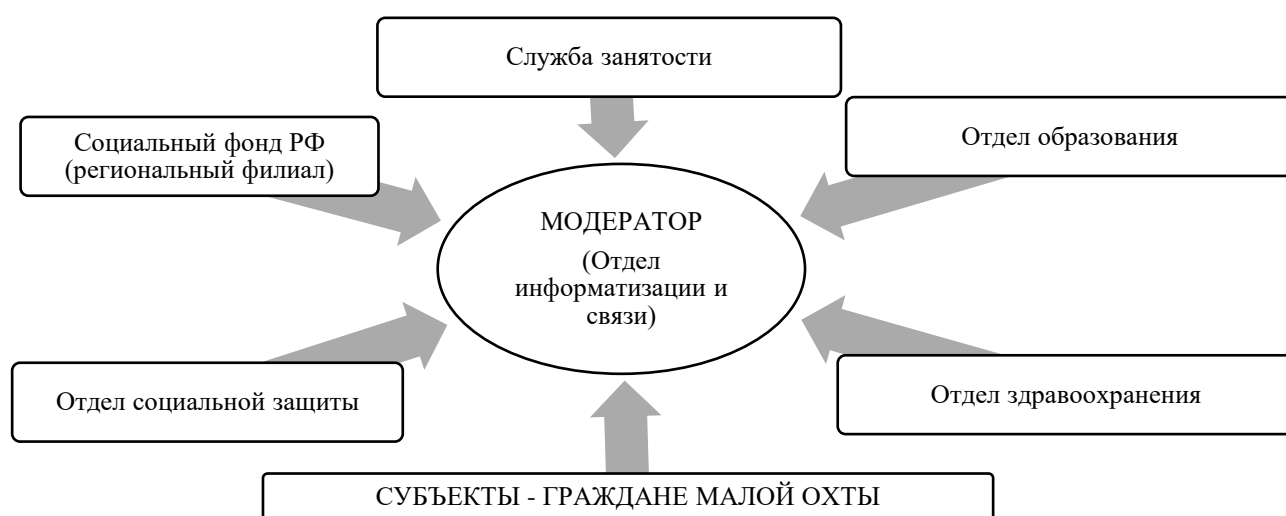 Служба занятости
Социальный фонд РФ
(региональный филиал)
Отдел образования
МОДЕРАТОР
(Отдел
информатизации и
связи)
Отдел социальной защиты
Отдел здравоохранения
СУБЪЕКТЫ - ГРАЖДАНЕ МАЛОЙ ОХТЫ